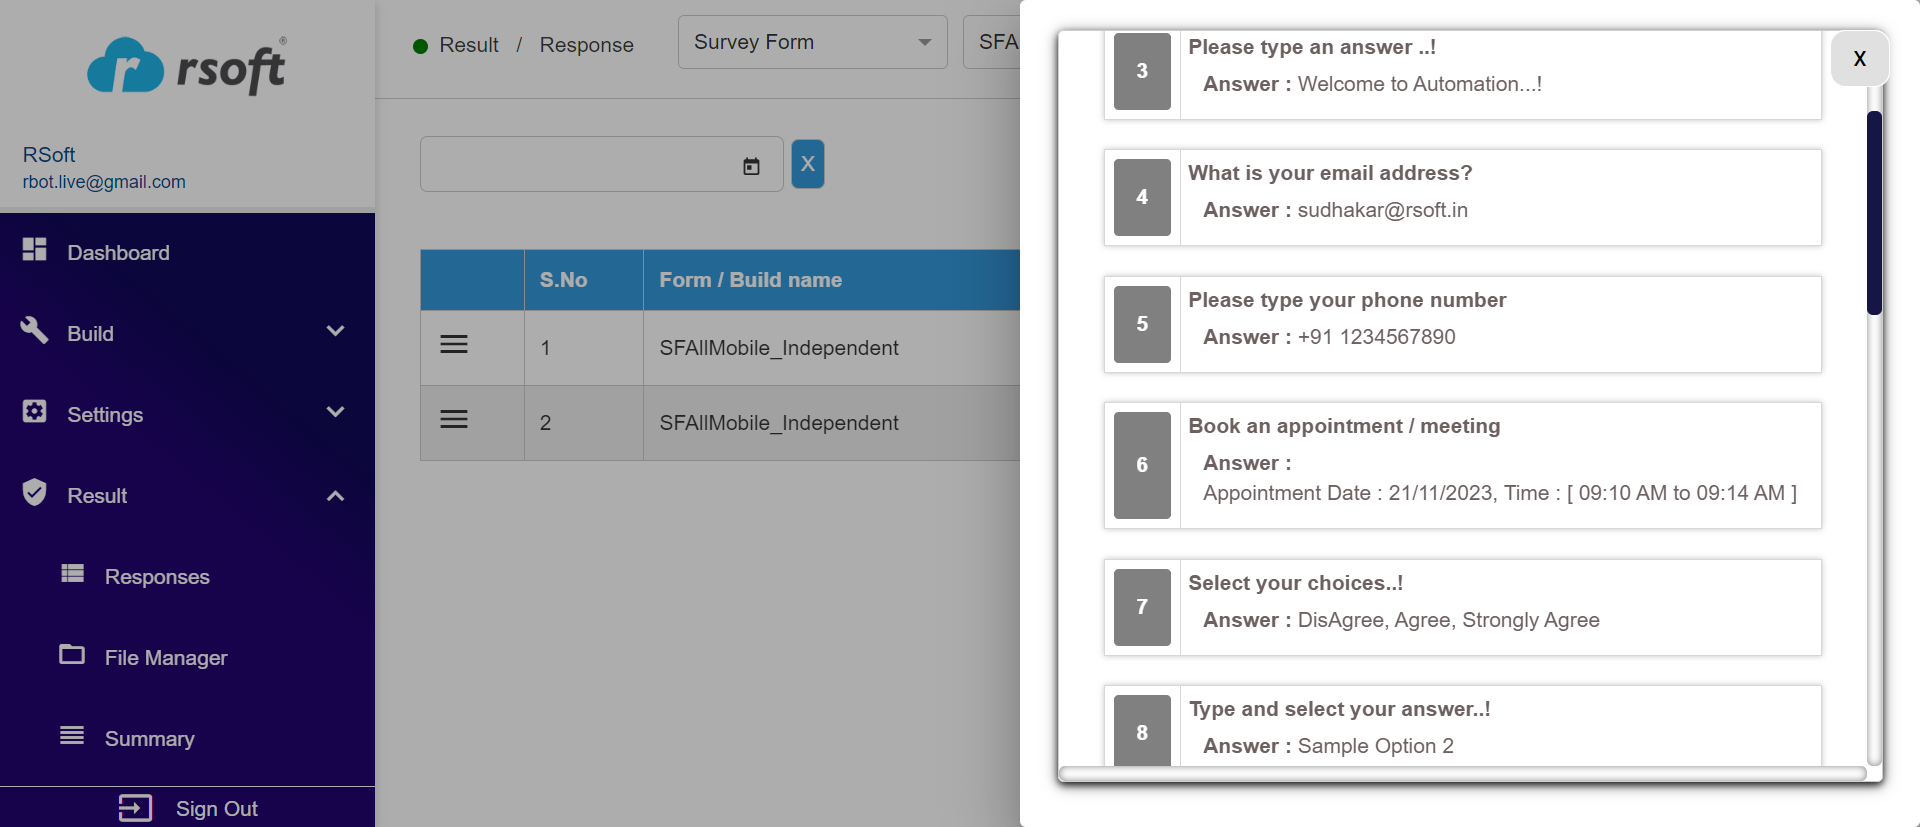 rsoft®
RSoft
rbot.live@gmail.com
Dashboard
Build
Settings
Result
Responses
File Manager
Summary
Sign Out
Result / Response
Survey Form
SFA
X
S.No Form / Build name
1 SFAllMobile_Independent
2 SFAllMobile_Independent
X
3 Please type an answer ..!
Answer : Welcome to Automation...!
4 What is your email address?
Answer : sudhakar@rsoft.in
5 Please type your phone number
Answer : +91 1234567890
6 Book an appointment / meeting
Answer :
Appointment Date : 21/11/2023, Time : [ 09:10 AM to 09:14 AM ]
7 Select your choices..!
Answer : DisAgree, Agree, Strongly Agree
8 Type and select your answer..!
Answer : Sample Option 2